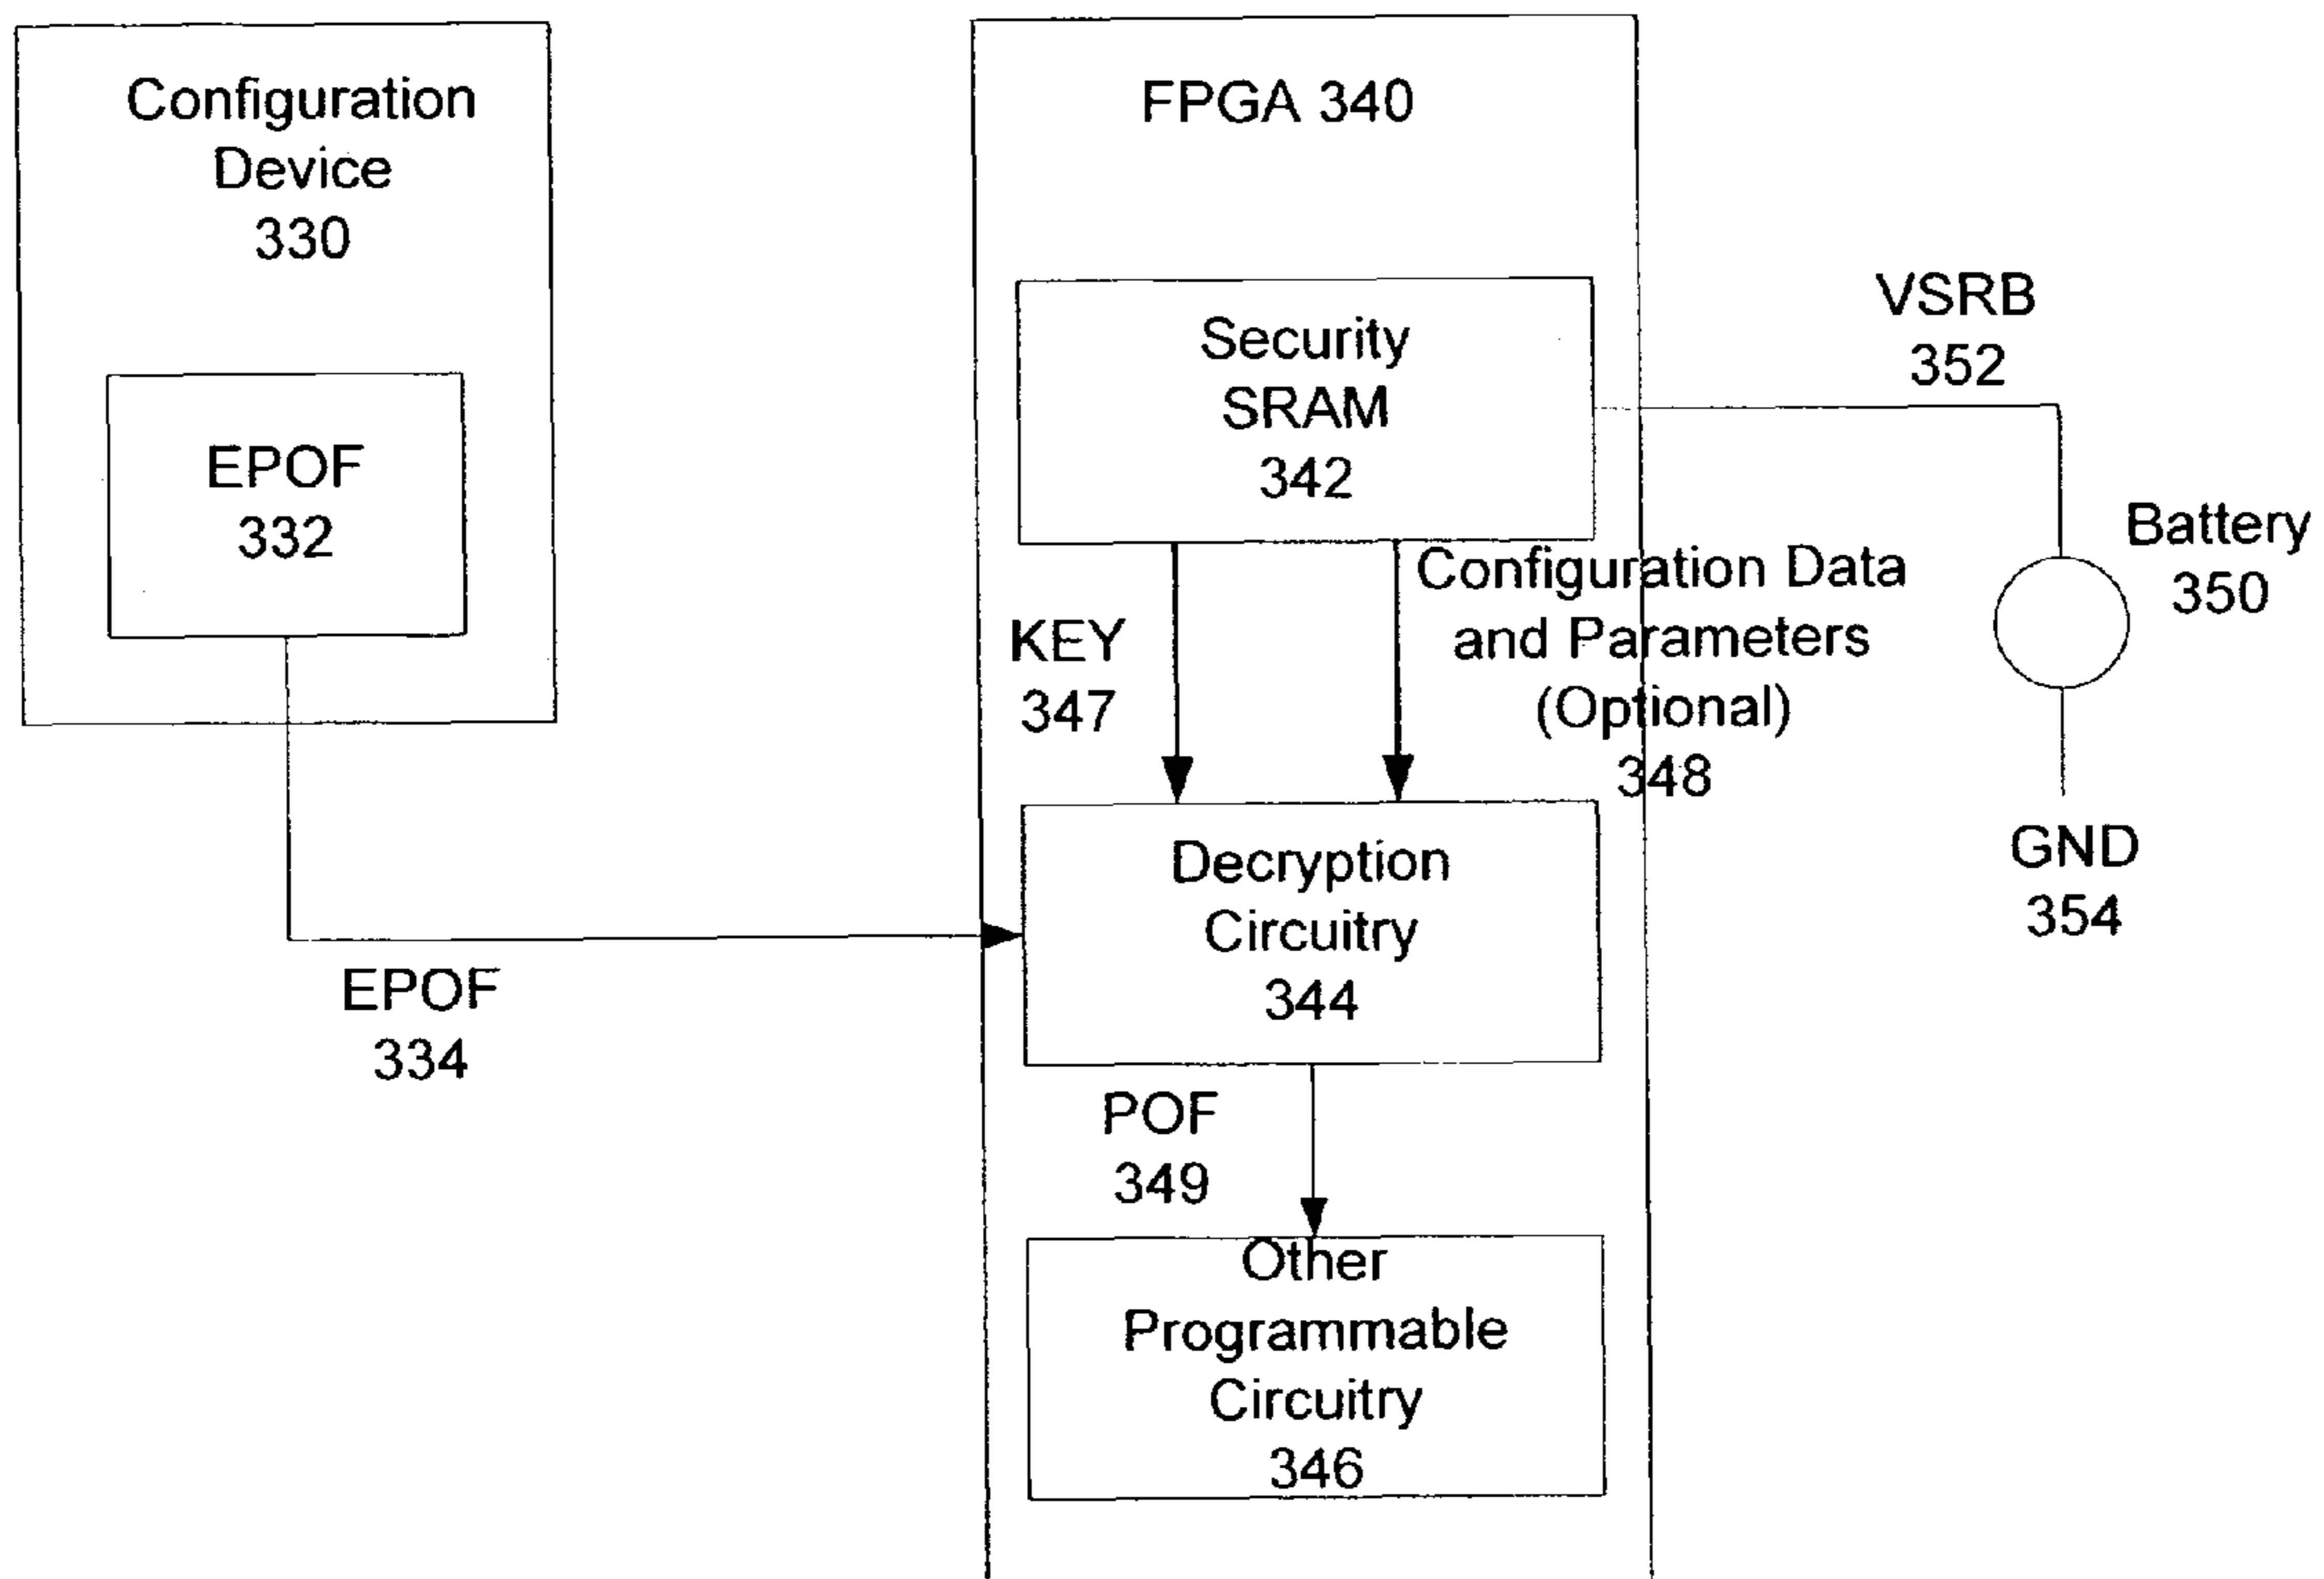 Configuration
Device
330
EPOF
332
EPOF
334
FPGA 340
Security
SRAM
342
KEY
347
Configuration Data
and Parameters
(Optional)
348
Decryption
Circuitry
344
POF
349
Other
Programmable
Circuitry
346
VSRB
352
Battery
350
GND
354